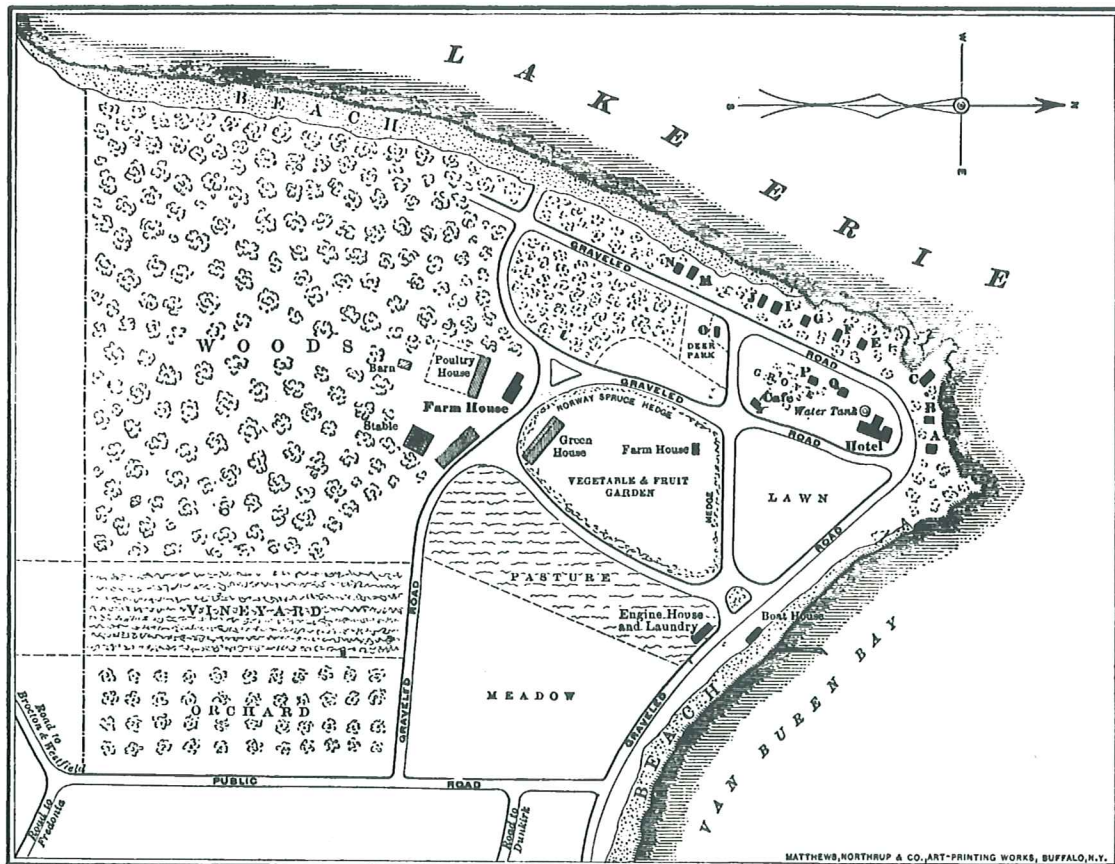 LAKE ERIE
W
S
N
E
BEACH
GRAVELED
ROAD
N
M
J
I
G
F
E
C
R
A
O
DEER
PARK
P
Q
GROVE
Café
Water Tank
Hotel
GRAVELED
ROAD
WOODS
Barn
Poultry
House
Farm House
Stable
NORWAY SPRUCE HEDGE
Green
House
Farm House
VEGETABLE & FRUIT
GARDEN
HEDGE
LAWN
ROAD
PASTURE
Engine House
and Laundry
Boat House
VINEYARD
GRAVELED
ROAD
MEADOW
ORCHARD
GRAVELED
BEACH
VAN BUREN BAY
Road to
Brocton & Westfield
PUBLIC
ROAD
Road to
Fredonia
Road to
Dunkirk
MATTHEWS, NORTHRUP & CO., ART-PRINTING WORKS, BUFFALO, N.Y.